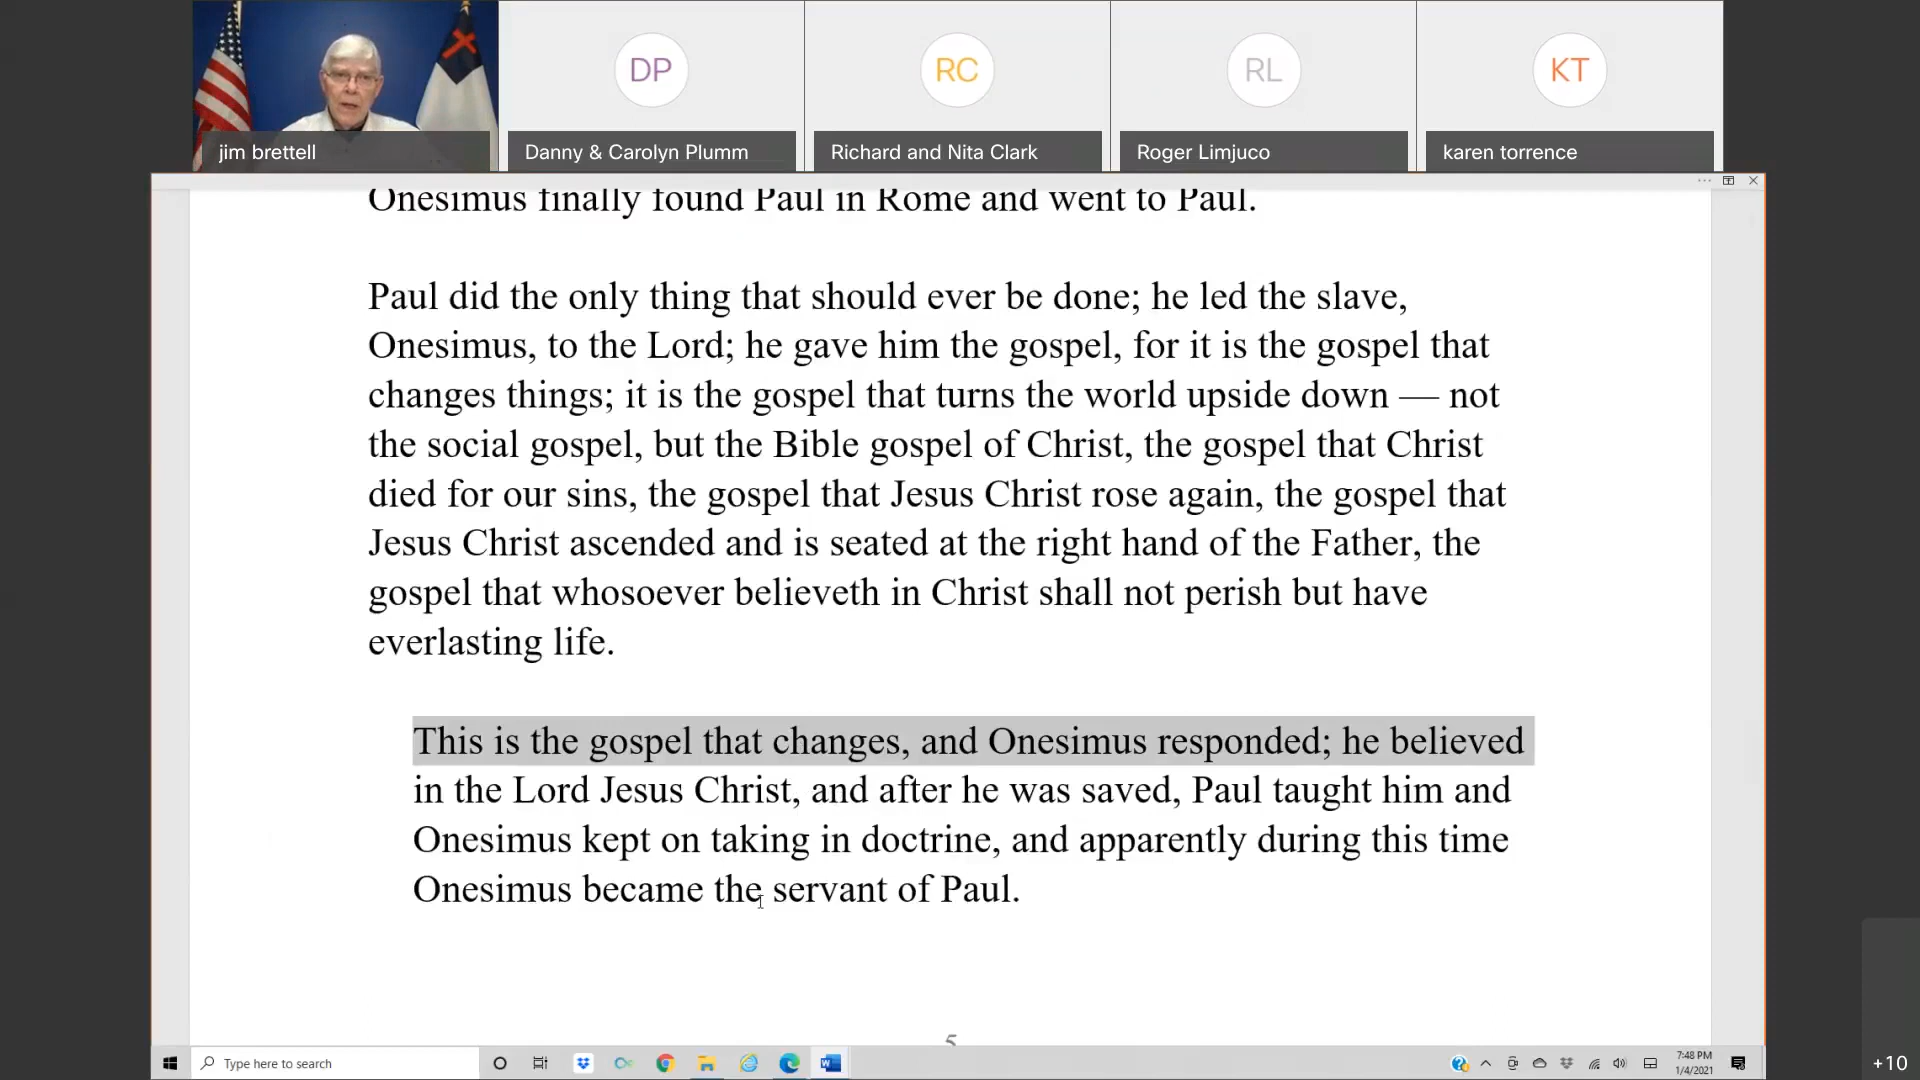 DP
RC
RL
KT
jim brettell
Danny & Carolyn Plumm
Richard and Nita Clark
Roger Limjuco
karen torrence
Onesimus finally found Paul in Rome and went to Paul.
Paul did the only thing that should ever be done; he led the slave,
Onesimus, to the Lord; he gave him the gospel, for it is the gospel that
changes things; it is the gospel that turns the world upside down — not
the social gospel, but the Bible gospel of Christ, the gospel that Christ
died for our sins, the gospel that Jesus Christ rose again, the gospel that
Jesus Christ ascended and is seated at the right hand of the Father, the
gospel that whosoever believeth in Christ shall not perish but have
everlasting life.
This is the gospel that changes, and Onesimus responded; he believed
in the Lord Jesus Christ, and after he was saved, Paul taught him and
Onesimus kept on taking in doctrine, and apparently during this time
Onesimus became the servant of Paul.
5
Type here to search
7:48 PM
1/4/2021
+10